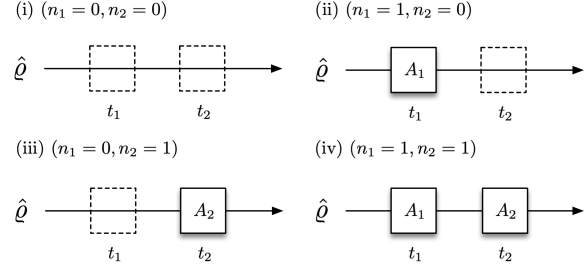 (i) (n₁ = 0, n₂ = 0)
ϱ̂
t₁ t₂
(ii) (n₁ = 1, n₂ = 0)
ϱ̂ A₁
t₁ t₂
(iii) (n₁ = 0, n₂ = 1)
ϱ̂ A₂
t₁ t₂
(iv) (n₁ = 1, n₂ = 1)
ϱ̂ A₁ A₂
t₁ t₂